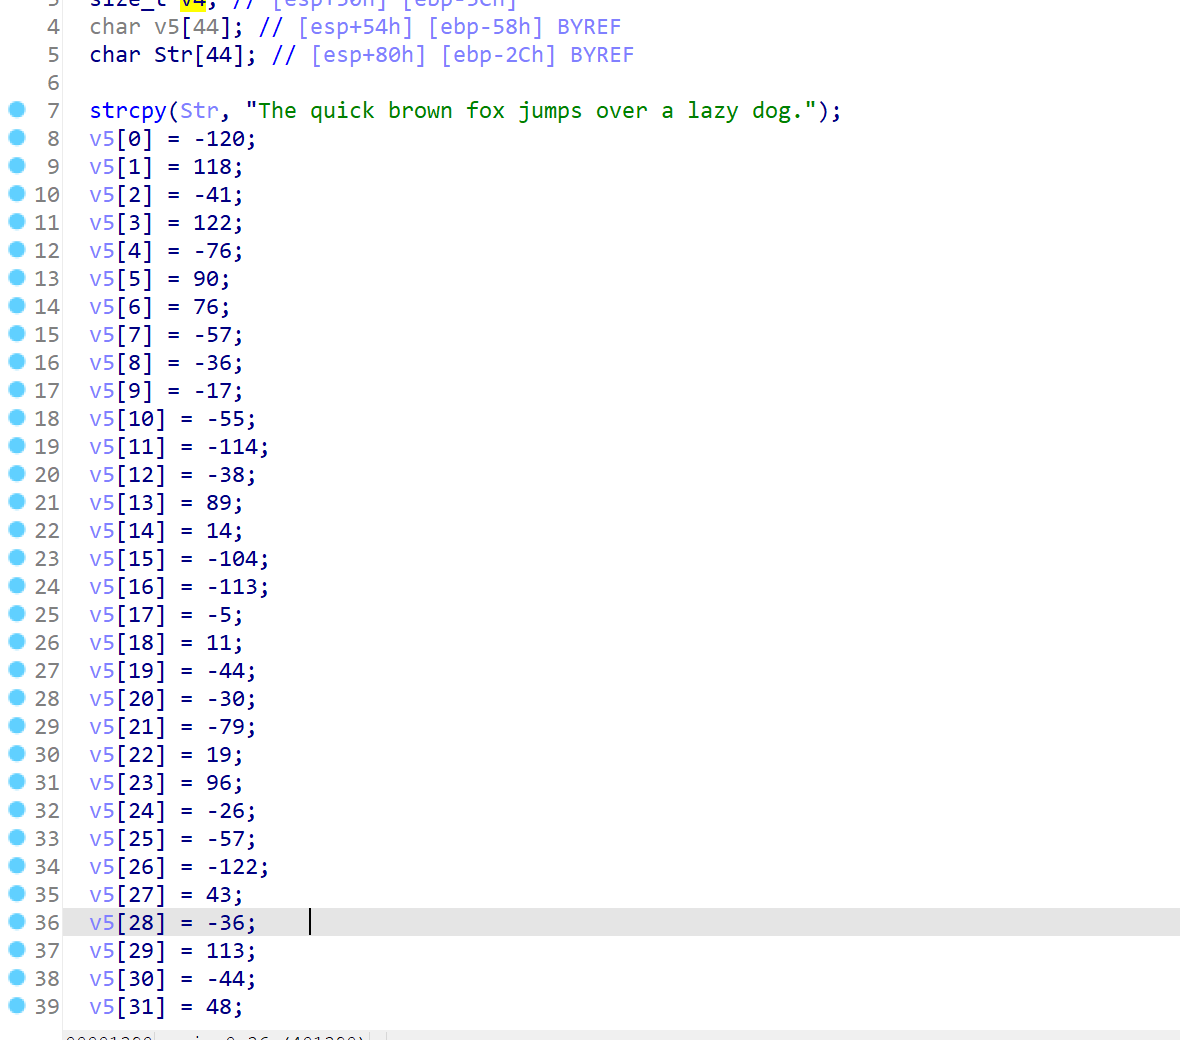 3 size_t v4; // [esp+50h] [ebp-5Ch]
4 char v5[44]; // [esp+54h] [ebp-58h] BYREF
5 char Str[44]; // [esp+80h] [ebp-2Ch] BYREF
6
7 strcpy(Str, "The quick brown fox jumps over a lazy dog.");
8 v5[0] = -120;
9 v5[1] = 118;
10 v5[2] = -41;
11 v5[3] = 122;
12 v5[4] = -76;
13 v5[5] = 90;
14 v5[6] = 76;
15 v5[7] = -57;
16 v5[8] = -36;
17 v5[9] = -17;
18 v5[10] = -55;
19 v5[11] = -114;
20 v5[12] = -38;
21 v5[13] = 89;
22 v5[14] = 14;
23 v5[15] = -104;
24 v5[16] = -113;
25 v5[17] = -5;
26 v5[18] = 11;
27 v5[19] = -44;
28 v5[20] = -30;
29 v5[21] = -79;
30 v5[22] = 19;
31 v5[23] = 96;
32 v5[24] = -26;
33 v5[25] = -57;
34 v5[26] = -122;
35 v5[27] = 43;
36 v5[28] = -36;
37 v5[29] = 113;
38 v5[30] = -44;
39 v5[31] = 48;